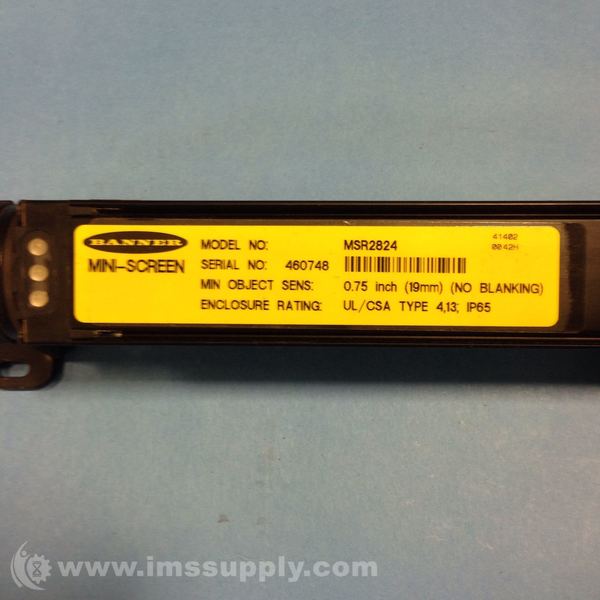 BANNER
MINI-SCREEN
MODEL NO: MSR2824
SERIAL NO: 460748
MIN OBJECT SENS: 0.75 inch (19mm) (NO BLANKING)
ENCLOSURE RATING: UL/CSA TYPE 4,13; IP65
41402
0042H
www.imssupply.com